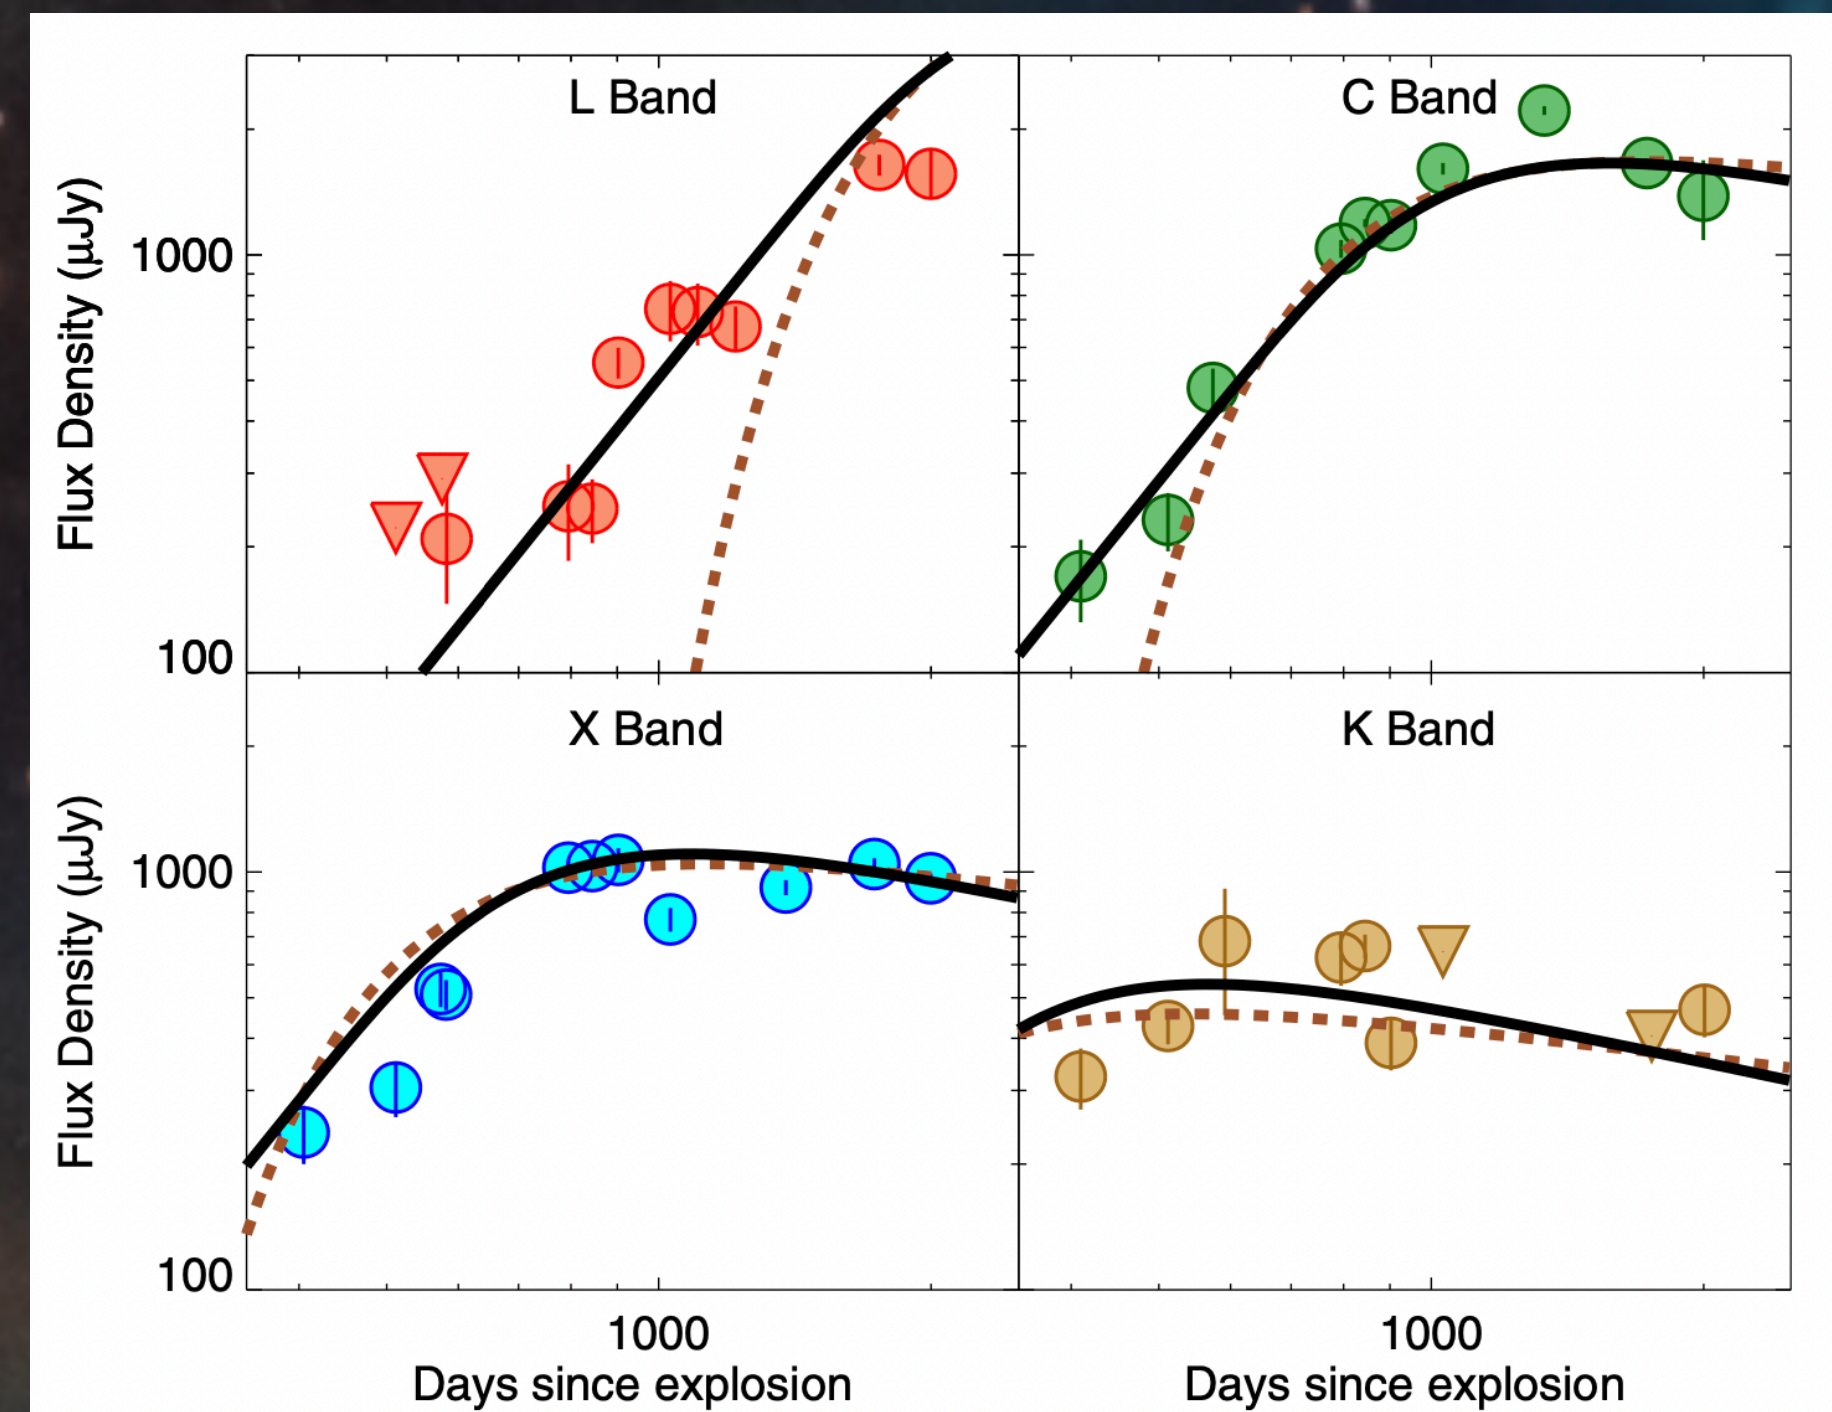 L Band
C Band
Flux Density (μJy)
1000
100
X Band
K Band
Flux Density (μJy)
1000
100
1000
1000
Days since explosion
Days since explosion